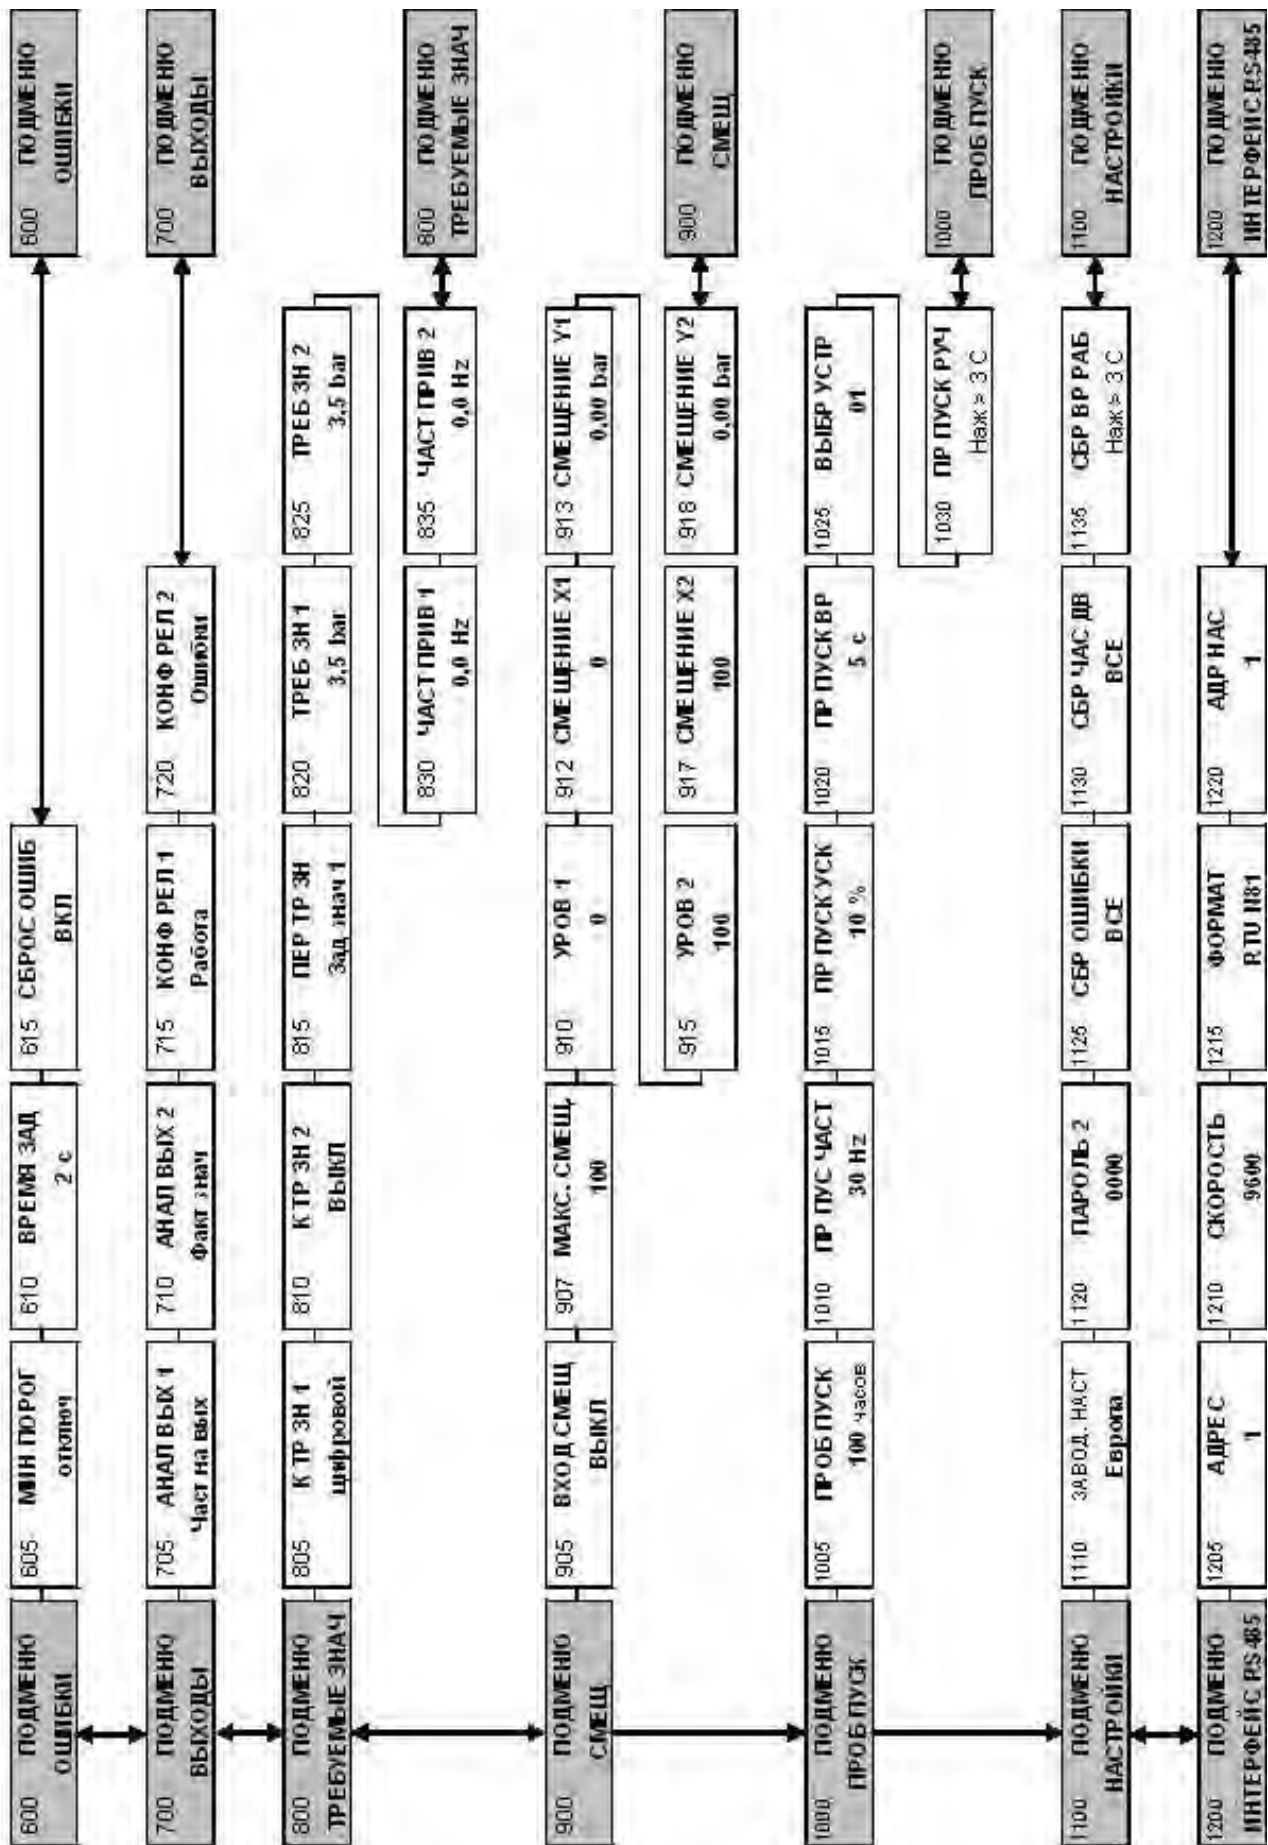 600 ПОДМЕНЮ
ОШИБКИ
605 МИН ПОРОГ
отключ
610 ВРЕМЯ ЗАД
2 с
615 СБРОС ОШИБ
ВКЛ
600 ПОДМЕНЮ
ОШИБКИ
700 ПОДМЕНЮ
ВЫХОДЫ
705 АНАЛ ВЫХ 1
Част на вых
710 АНАЛ ВЫХ 2
Факт знач
715 КОНФ РЕЛ 1
Работа
720 КОНФ РЕЛ 2
Ошибки
700 ПОДМЕНЮ
ВЫХОДЫ
800 ПОДМЕНЮ
ТРЕБУЕМЫЕ ЗНАЧ
805 К ТР ЗН 1
цифровой
810 К ТР ЗН 2
ВЫКЛ
815 ПЕР ТР ЗН
Зад знач 1
820 ТРЕБ ЗН 1
3,5 bar
825 ТРЕБ ЗН 2
3,5 bar
830 ЧАСТ ПРИВ 1
0,0 Hz
835 ЧАСТ ПРИВ 2
0,0 Hz
800 ПОДМЕНЮ
ТРЕБУЕМЫЕ ЗНАЧ
900 ПОДМЕНЮ
СМЕЩ
905 ВХОД СМЕЩ
ВЫКЛ
907 МАКС. СМЕЩ.
100
910 УРОВ 1
0
912 СМЕЩЕНИЕ X1
0
913 СМЕЩЕНИЕ Y1
0,00 bar
915 УРОВ 2
100
917 СМЕЩЕНИЕ X2
100
918 СМЕЩЕНИЕ Y2
0,00 bar
900 ПОДМЕНЮ
СМЕЩ
1000 ПОДМЕНЮ
ПРОБ ПУСК
1005 ПРОБ ПУСК
100 часов
1010 ПР ПУС ЧАСТ
30 Hz
1015 ПР ПУСК УСК
10 %
1020 ПР ПУСК ВР
5 с
1025 ВЫБР УСТР
01
1030 ПР ПУСК РУЧ
Наж > 3 С
1000 ПОДМЕНЮ
ПРОБ ПУСК
1100 ПОДМЕНЮ
НАСТРОЙКИ
1110 ЗАВОД. НАСТ
Европа
1120 ПАРОЛЬ 2
0000
1125 СБР ОШИБКИ
ВСЕ
1130 СБР ЧАС ДВ
ВСЕ
1135 СБР ВР РАБ
Наж > 3 С
1100 ПОДМЕНЮ
НАСТРОЙКИ
1200 ПОДМЕНЮ
ИНТЕРФЕЙС RS485
1205 АДРЕС
1
1210 СКОРОСТЬ
9600
1215 ФОРМАТ
RTU N81
1220 АДР НАС
1
1200 ПОДМЕНЮ
ИНТЕРФЕЙС RS485